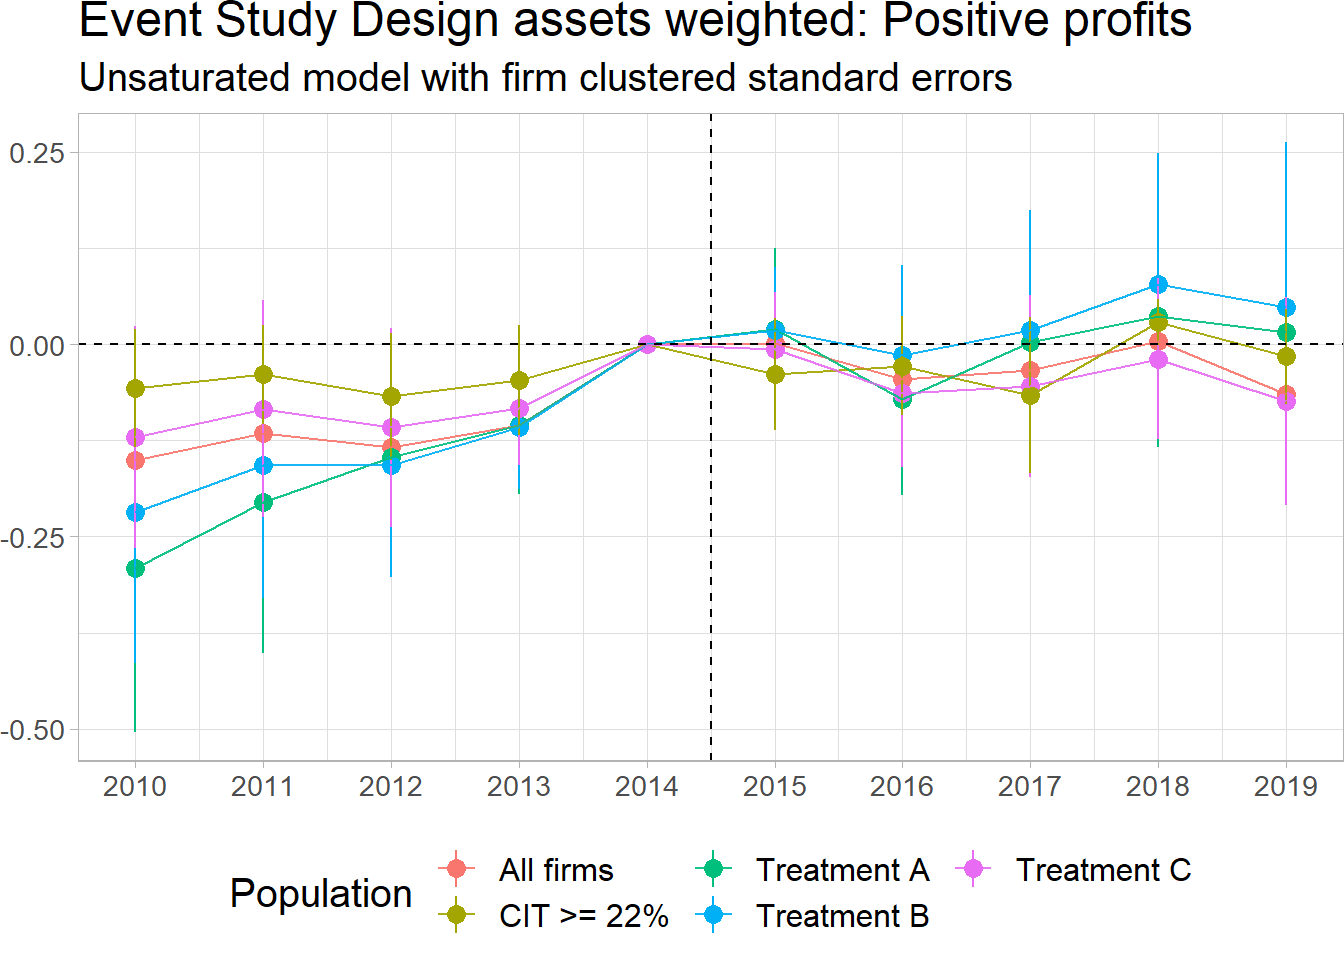 Event Study Design assets weighted: Positive profits
Unsaturated model with firm clustered standard errors
0.25
0.00
-0.25
-0.50
2010 2011 2012 2013 2014 2015 2016 2017 2018 2019
Population
All firms
Treatment A
Treatment C
CIT >= 22%
Treatment B